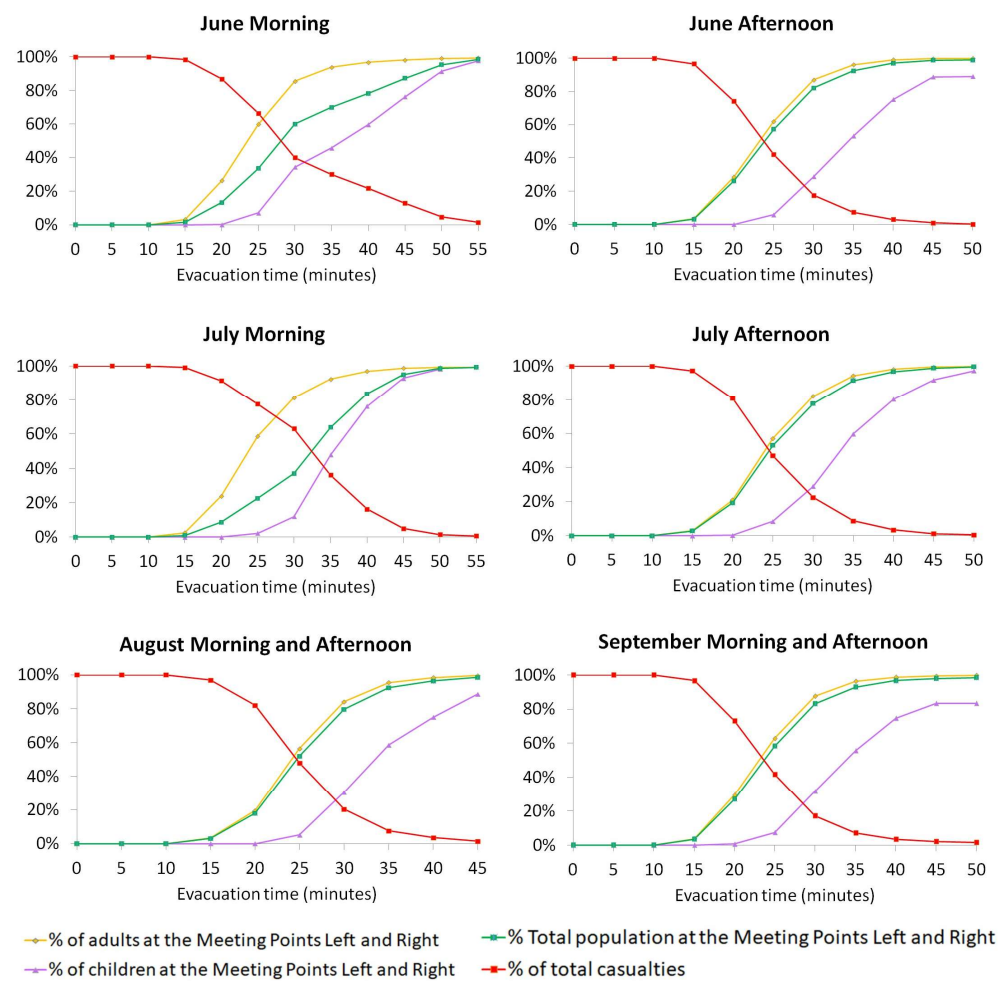 June Morning
100%
80%
60%
40%
20%
0%
0 5 10 15 20 25 30 35 40 45 50 55
Evacuation time (minutes)
June Afternoon
100%
80%
60%
40%
20%
0%
0 5 10 15 20 25 30 35 40 45 50
Evacuation time (minutes)
July Morning
100%
80%
60%
40%
20%
0%
0 5 10 15 20 25 30 35 40 45 50 55
Evacuation time (minutes)
July Afternoon
100%
80%
60%
40%
20%
0%
0 5 10 15 20 25 30 35 40 45 50
Evacuation time (minutes)
August Morning and Afternoon
100%
80%
60%
40%
20%
0%
0 5 10 15 20 25 30 35 40 45
Evacuation time (minutes)
September Morning and Afternoon
100%
80%
60%
40%
20%
0%
0 5 10 15 20 25 30 35 40 45 50
Evacuation time (minutes)
% of adults at the Meeting Points Left and Right
% Total population at the Meeting Points Left and Right
% of children at the Meeting Points Left and Right
% of total casualties